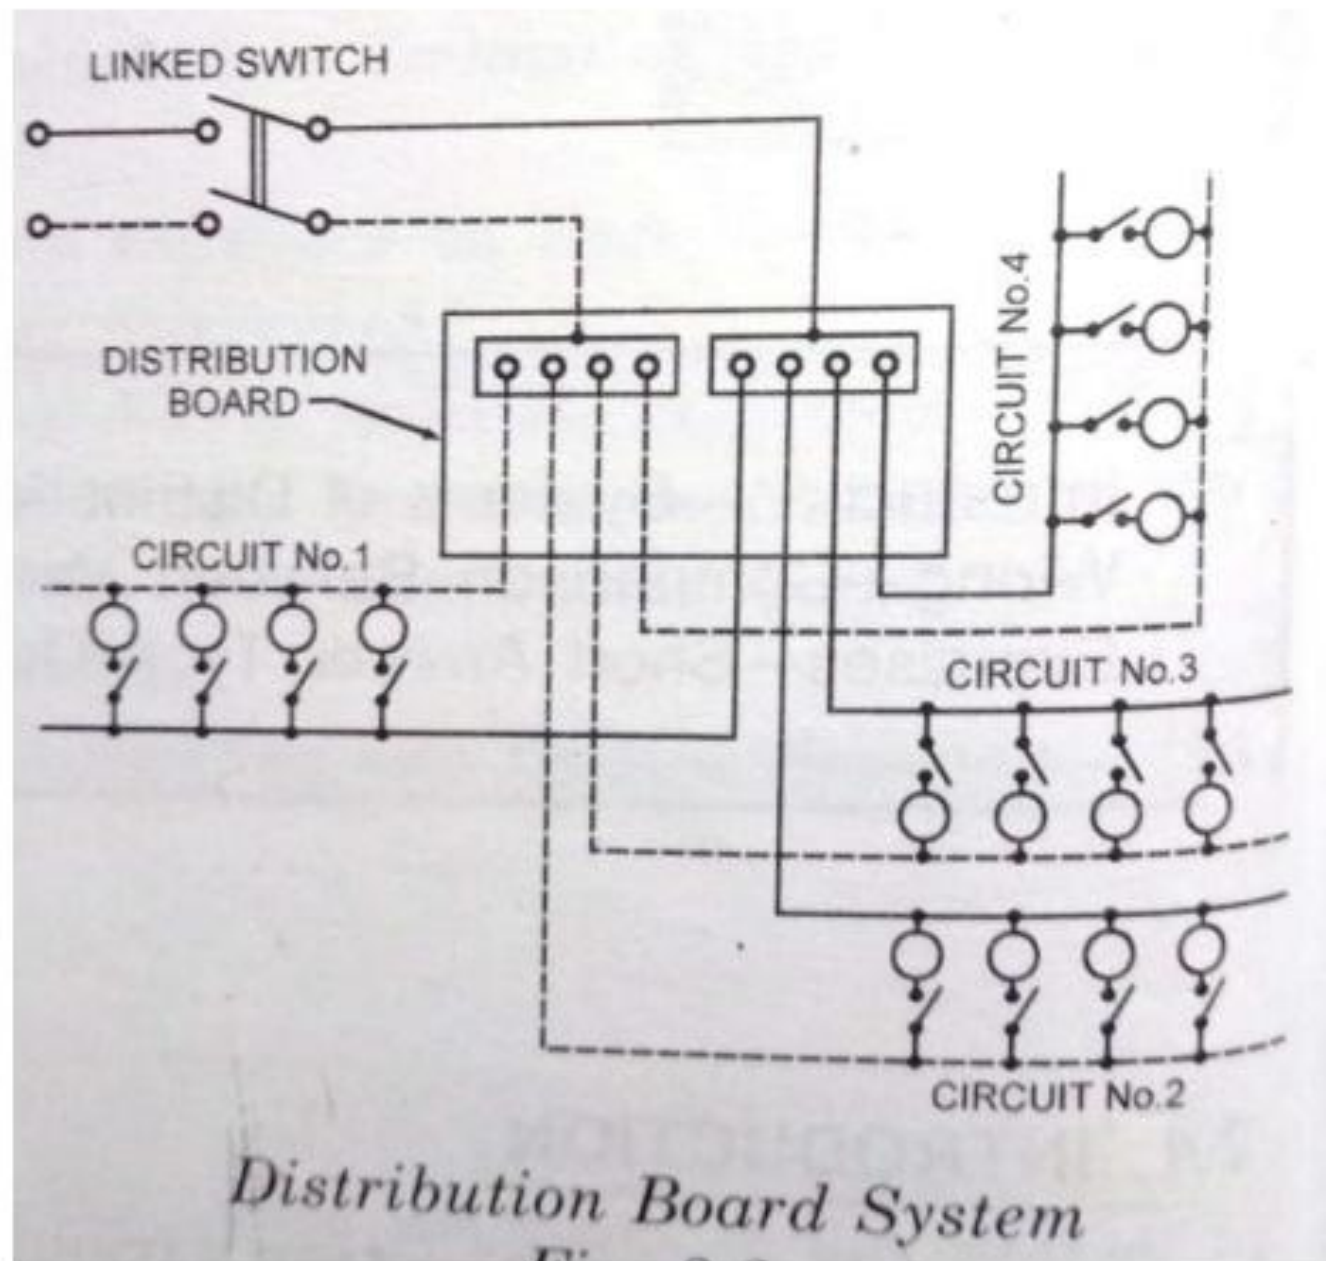 LINKED SWITCH
DISTRIBUTION
BOARD
CIRCUIT No.4
CIRCUIT No.1
CIRCUIT No.3
CIRCUIT No.2
Distribution Board System